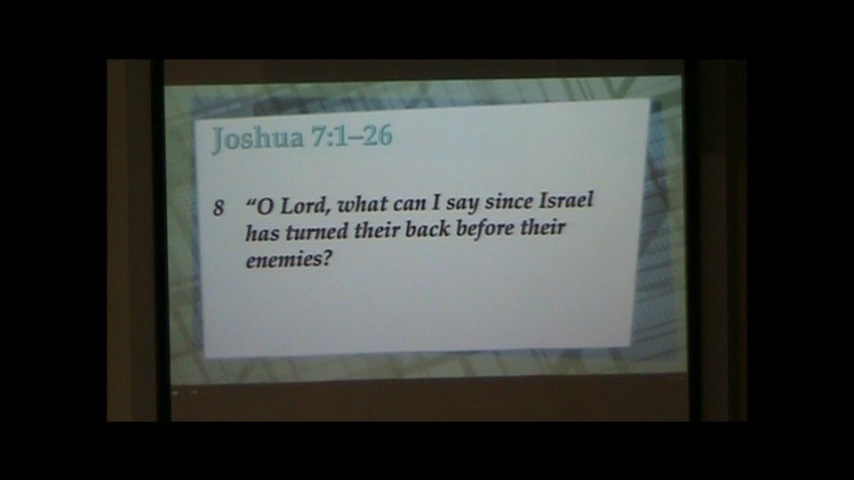 Joshua 7:1–26
8 “O Lord, what can I say since Israel
has turned their back before their
enemies?